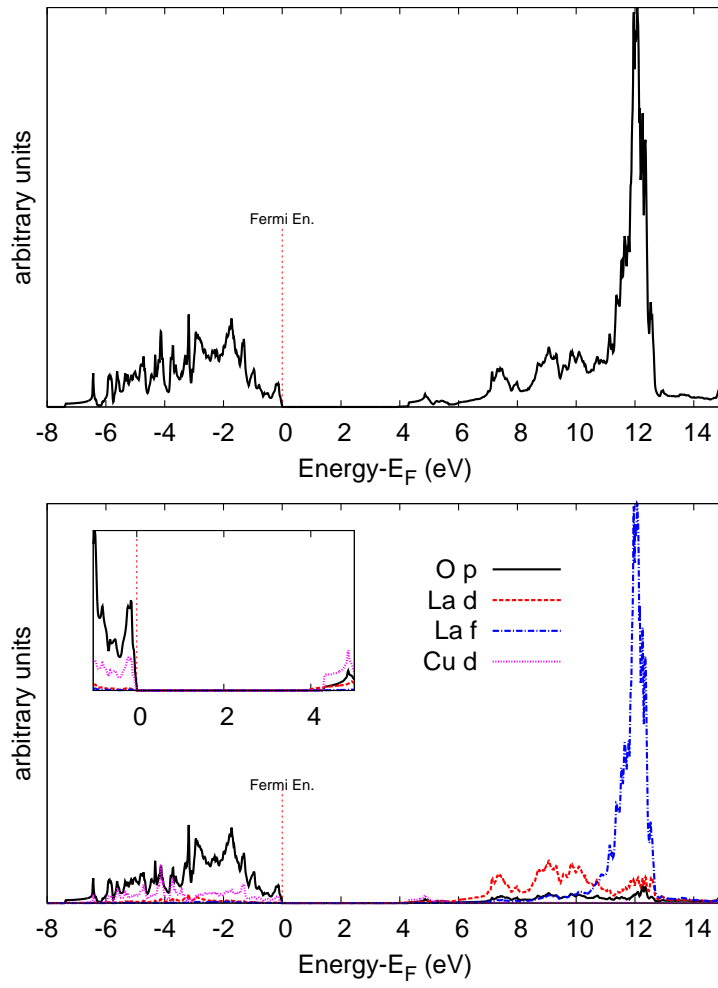 arbitrary units
Fermi En.
-8 -6 -4 -2 0 2 4 6 8 10 12 14
Energy-E_F (eV)
arbitrary units
O p
La d
La f
Cu d
0 2 4
Fermi En.
-8 -6 -4 -2 0 2 4 6 8 10 12 14
Energy-E_F (eV)